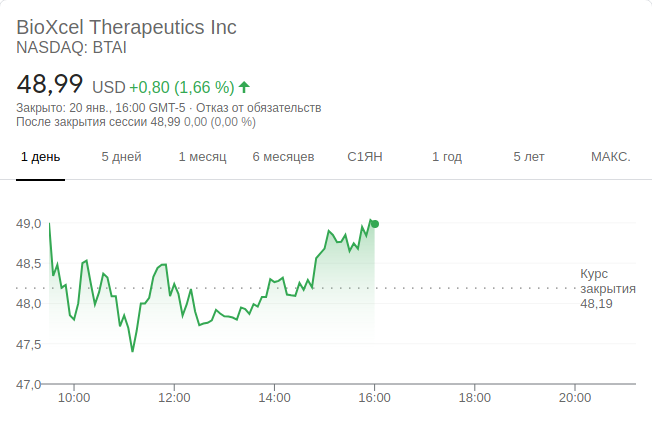 BioXcel Therapeutics Inc
NASDAQ: BTAI
48,99 USD +0,80 (1,66 %)
Закрыто: 20 янв., 16:00 GMT-5 · Отказ от обязательств
После закрытия сессии 48,99 0,00 (0,00 %)
1 день 5 дней 1 месяц 6 месяцев С1ЯН 1 год 5 лет МАКС.
49,0
48,5
Курс
закрытия
48,19
48,0
47,5
47,0
10:00 12:00 14:00 16:00 18:00 20:00